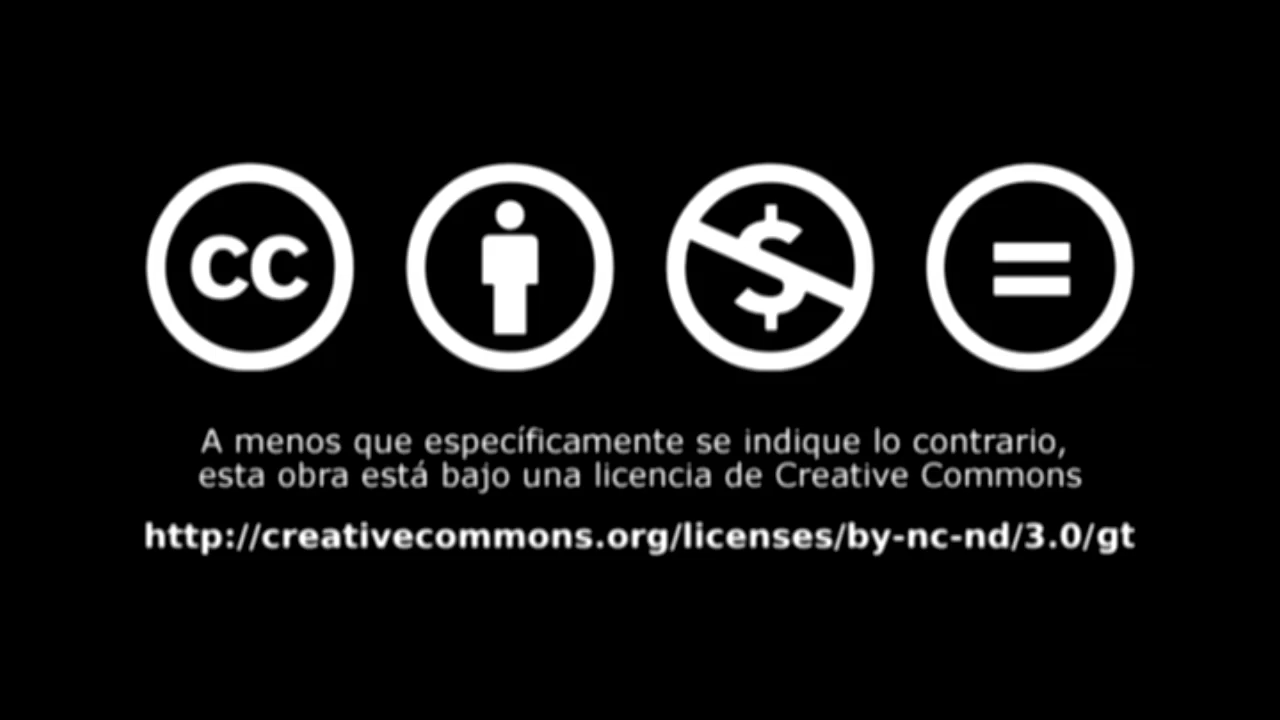 cc
$
=
A menos que específicamente se indique lo contrario,
esta obra está bajo una licencia de Creative Commons
http://creativecommons.org/licenses/by-nc-nd/3.0/gt